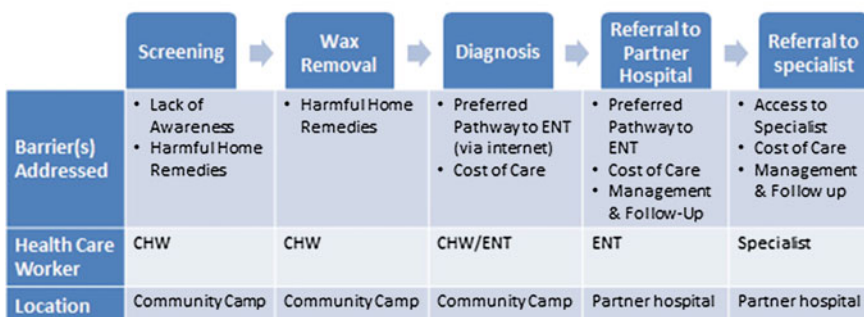 Screening
Wax
Removal
Diagnosis
Referral to
Partner
Hospital
Referral to
specialist
Barrier(s)
Addressed
• Lack of
Awareness
• Harmful Home
Remedies
• Harmful Home
Remedies
• Preferred
Pathway to ENT
(via internet)
• Cost of Care
• Preferred
Pathway to
ENT
• Cost of Care
• Management
& Follow-Up
• Access to
Specialist
• Cost of Care
• Management
& Follow up
Health Care
Worker
CHW
CHW
CHW/ENT
ENT
Specialist
Location
Community Camp
Community Camp
Community Camp
Partner hospital
Partner hospital